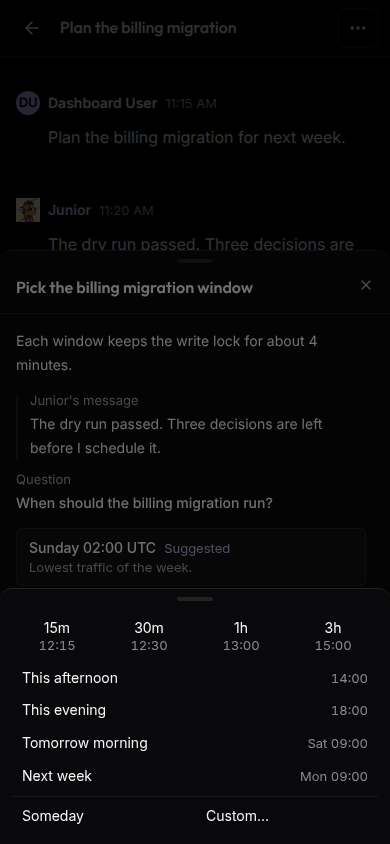 Plan the billing migration
DU Dashboard User 11:15 AM
Plan the billing migration for next week.
Junior 11:20 AM
The dry run passed. Three decisions are
Pick the billing migration window
Each window keeps the write lock for about 4
minutes.
Junior's message
The dry run passed. Three decisions are left
before I schedule it.
Question
When should the billing migration run?
Sunday 02:00 UTC Suggested
Lowest traffic of the week.
15m 30m 1h 3h
12:15 12:30 13:00 15:00
This afternoon 14:00
This evening 18:00
Tomorrow morning Sat 09:00
Next week Mon 09:00
Someday Custom...